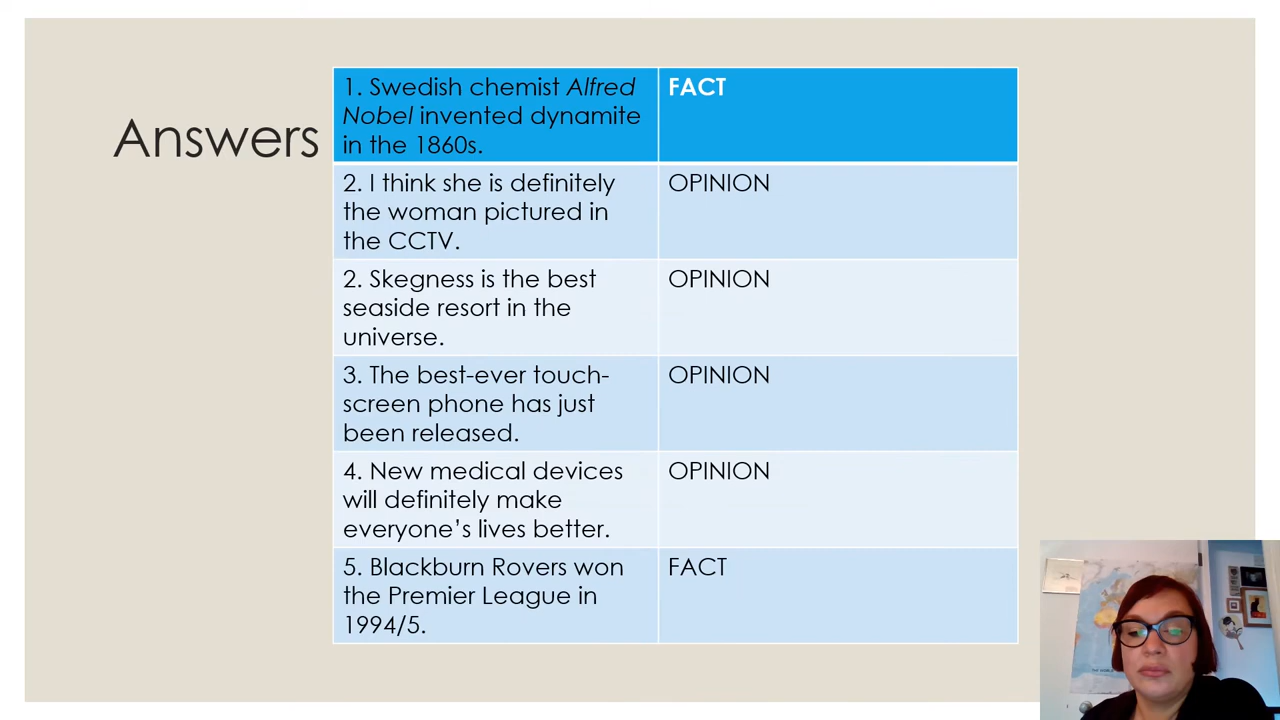 Answers
1. Swedish chemist Alfred
Nobel invented dynamite
in the 1860s.
FACT
2. I think she is definitely
the woman pictured in
the CCTV.
OPINION
2. Skegness is the best
seaside resort in the
universe.
OPINION
3. The best-ever touch-
screen phone has just
been released.
OPINION
4. New medical devices
will definitely make
everyone’s lives better.
OPINION
5. Blackburn Rovers won
the Premier League in
1994/5.
FACT